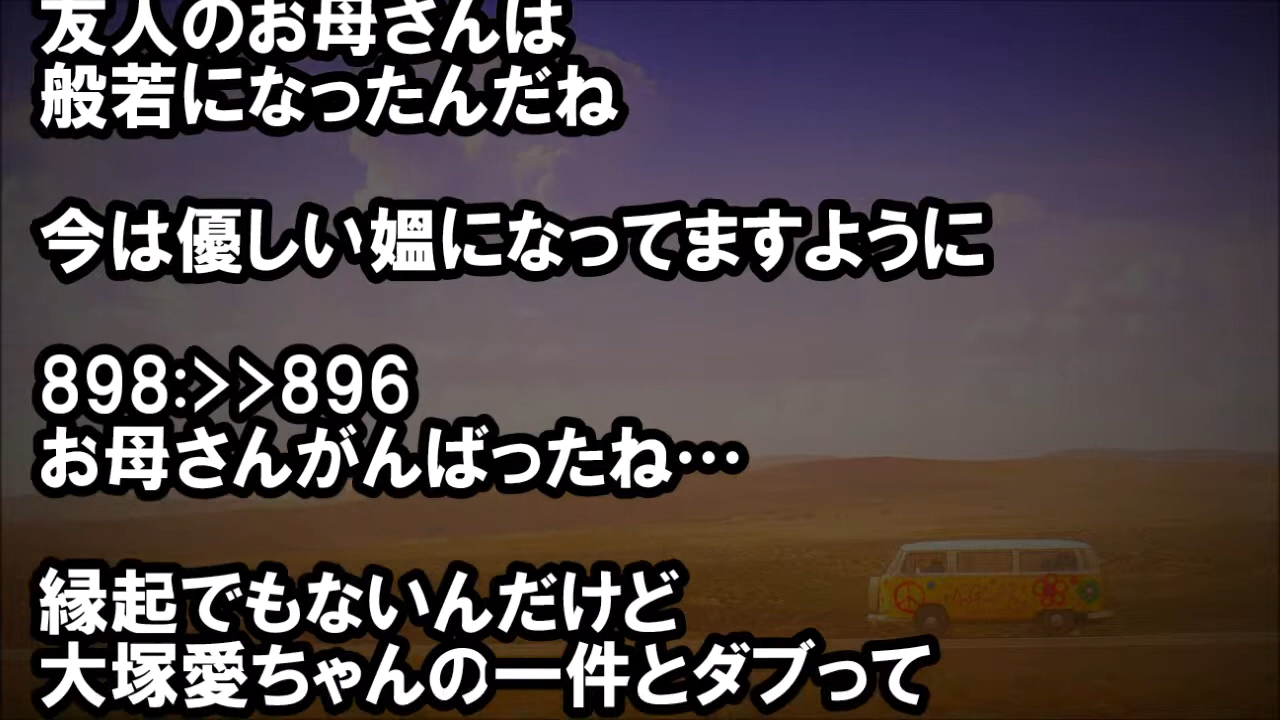 友人のお母さんは
般若になったんだね
今は優しい媼になってますように
898:>>896
お母さんがんばったね…
縁起でもないんだけど
大塚愛ちゃんの一件とダブって